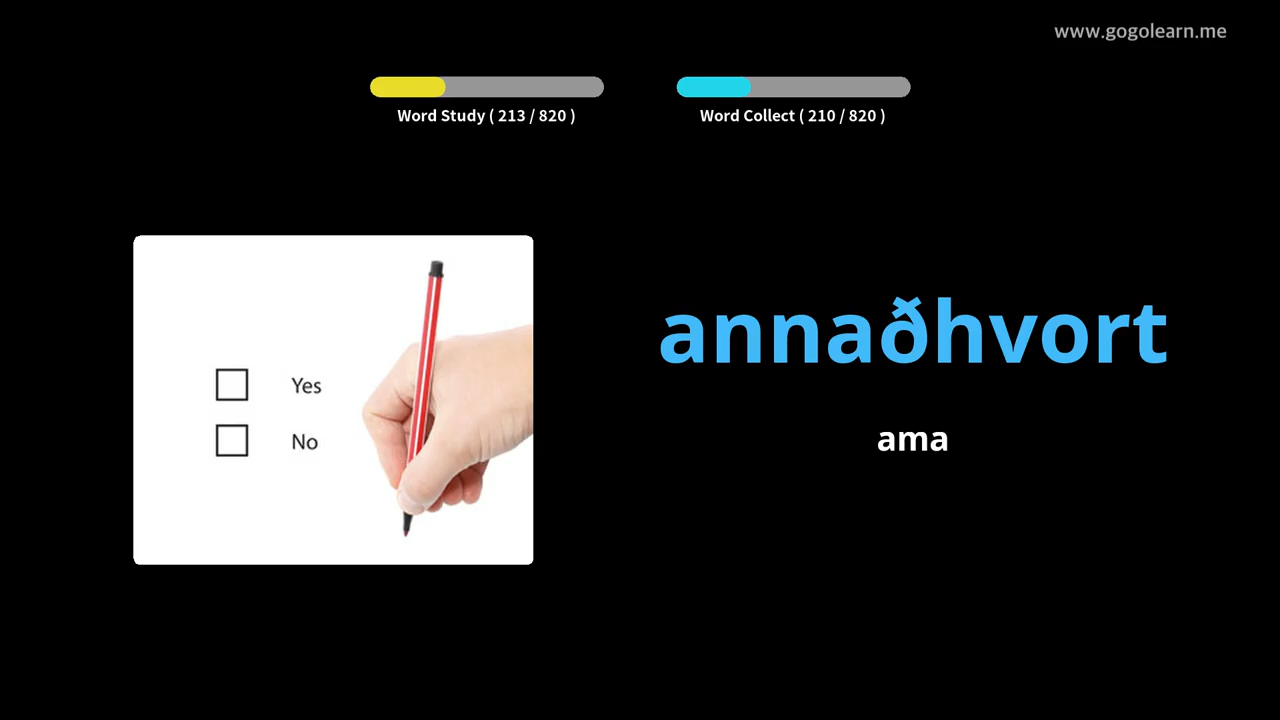 www.gogolearn.me
Word Study ( 213 / 820 )
Word Collect ( 210 / 820 )
Yes
No
annaðhvort
ama